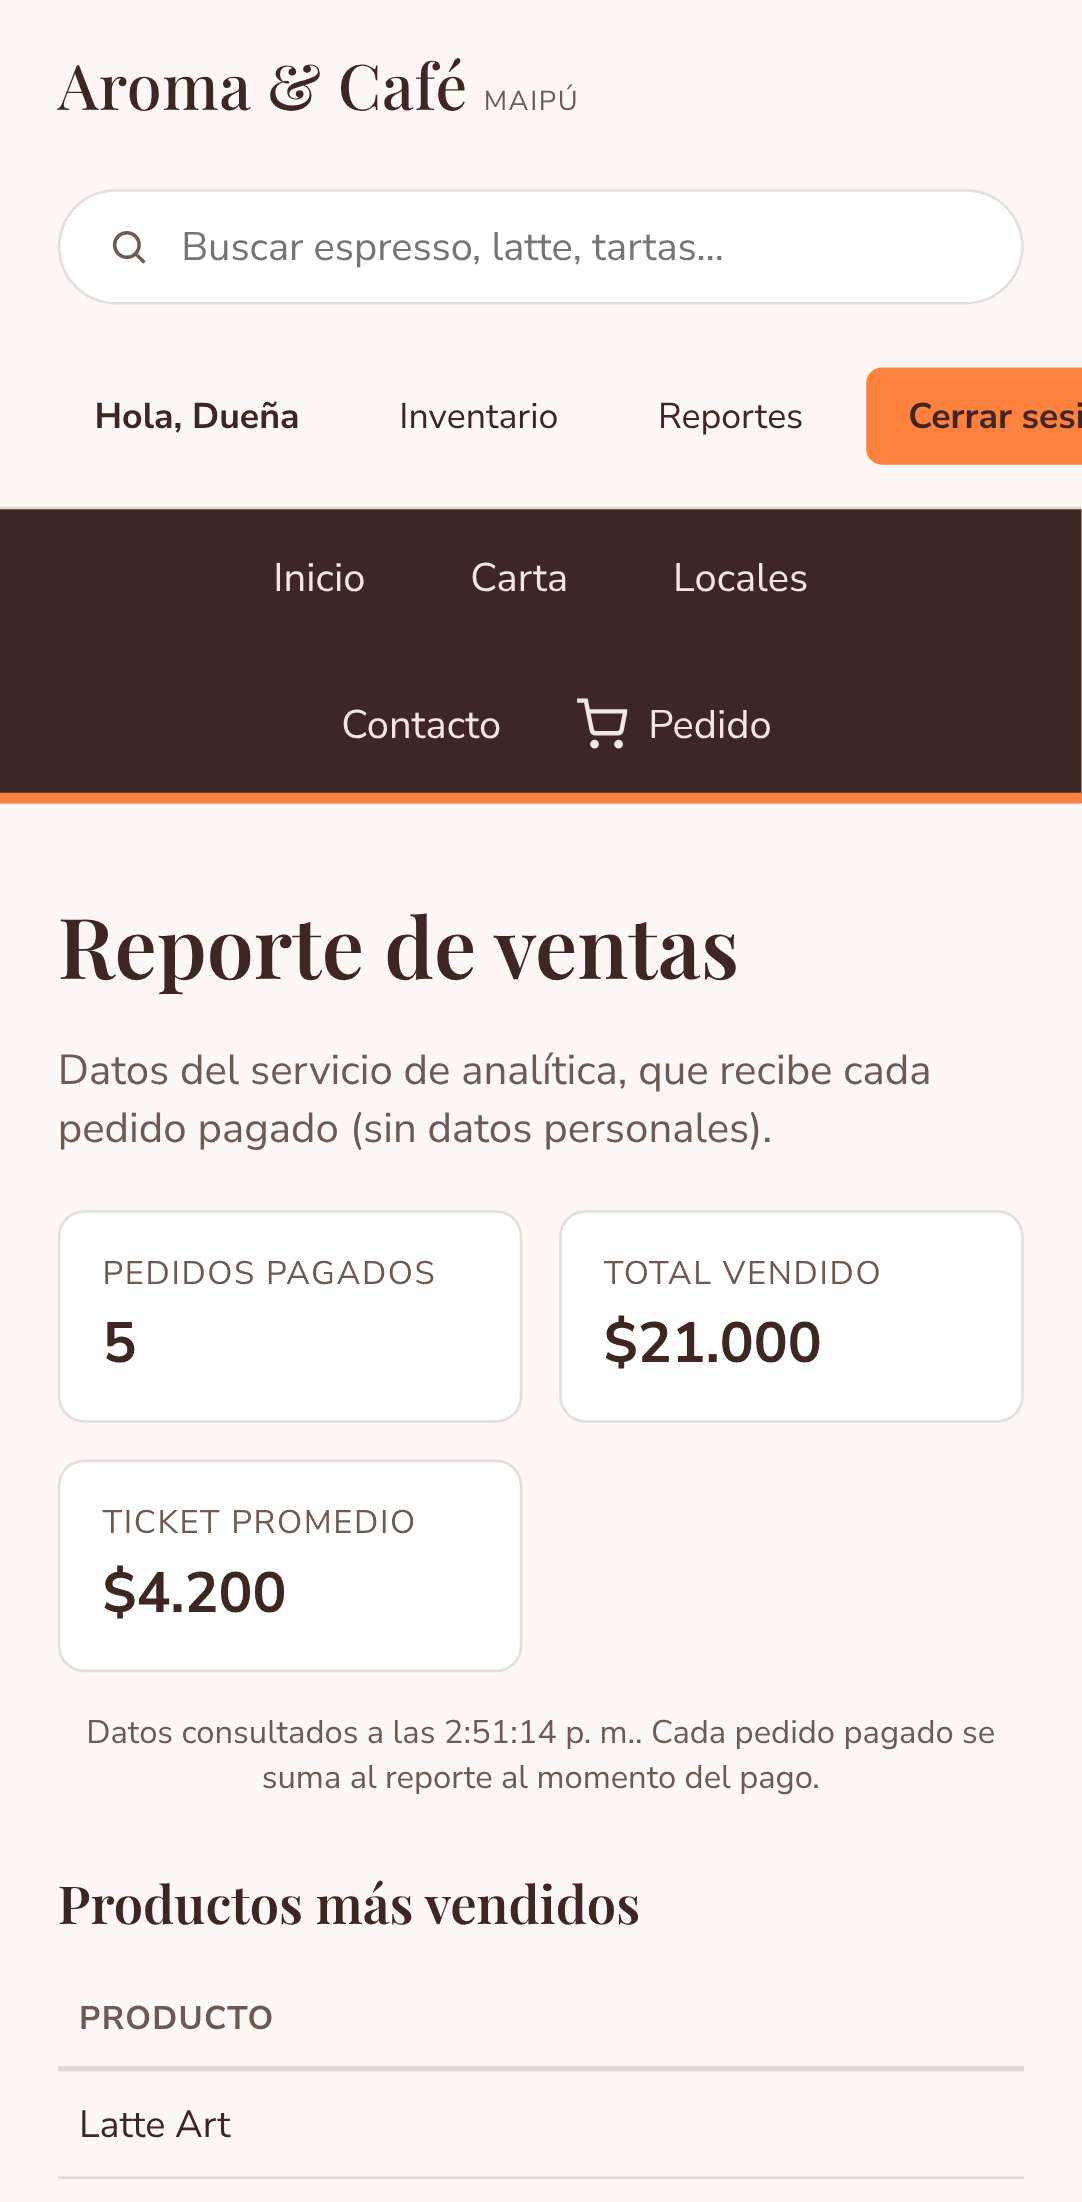 Aroma & Café MAIPÚ
Buscar espresso, latte, tartas...
Hola, Dueña Inventario Reportes Cerrar sesi
Inicio Carta Locales
Contacto Pedido
Reporte de ventas
Datos del servicio de analítica, que recibe cada
pedido pagado (sin datos personales).
PEDIDOS PAGADOS TOTAL VENDIDO
5 $21.000
TICKET PROMEDIO
$4.200
Datos consultados a las 2:51:14 p. m.. Cada pedido pagado se
suma al reporte al momento del pago.
Productos más vendidos
PRODUCTO
Latte Art